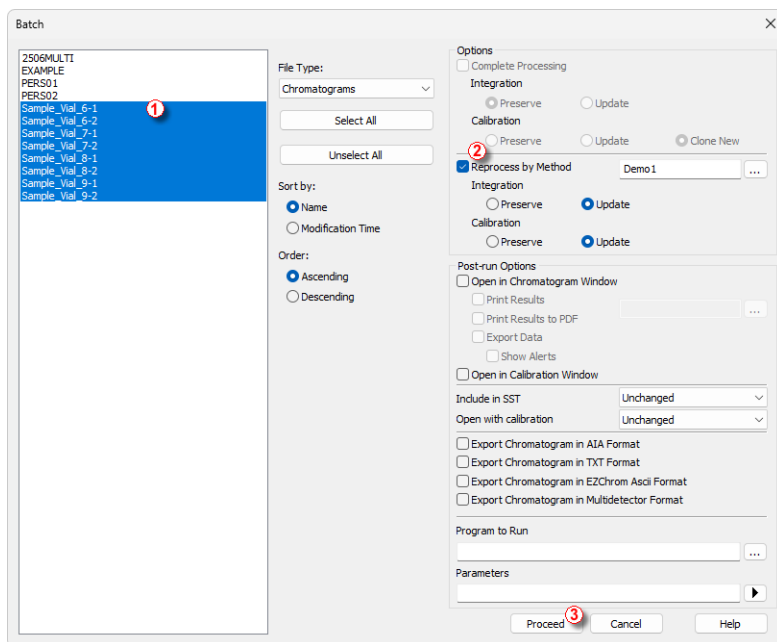 Batch
2506MULTI
EXAMPLE
PERS01
PERS02
Sample_Vial_6-1
Sample_Vial_6-2
Sample_Vial_7-1
Sample_Vial_7-2
Sample_Vial_8-1
Sample_Vial_8-2
Sample_Vial_9-1
Sample_Vial_9-2
1
File Type:
Chromatograms
Select All
Unselect All
Sort by:
Name
Modification Time
Order:
Ascending
Descending
Options
Complete Processing
Integration
Preserve Update
Calibration
Preserve Update Clone New
2
Reprocess by Method Demo1 ...
Integration
Preserve Update
Calibration
Preserve Update
Post-run Options
Open in Chromatogram Window
Print Results ...
Print Results to PDF
Export Data
Show Alerts
Open in Calibration Window
Include in SST Unchanged
Open with calibration Unchanged
Export Chromatogram in AIA Format
Export Chromatogram in TXT Format
Export Chromatogram in EZChrom Ascii Format
Export Chromatogram in Multidetector Format
Program to Run
...
Parameters
Proceed 3 Cancel Help